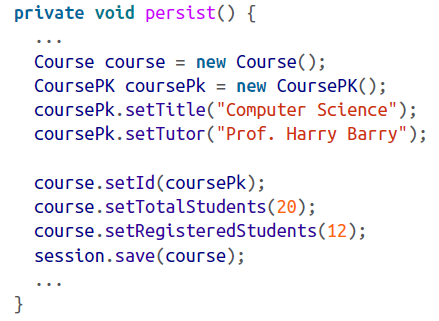 private void persist() {
  ...
  Course course = new Course();
  CoursePK coursePk = new CoursePK();
  coursePk.setTitle("Computer Science");
  coursePk.setTutor("Prof. Harry Barry");

  course.setId(coursePk);
  course.setTotalStudents(20);
  course.setRegisteredStudents(12);
  session.save(course);
  ...
}